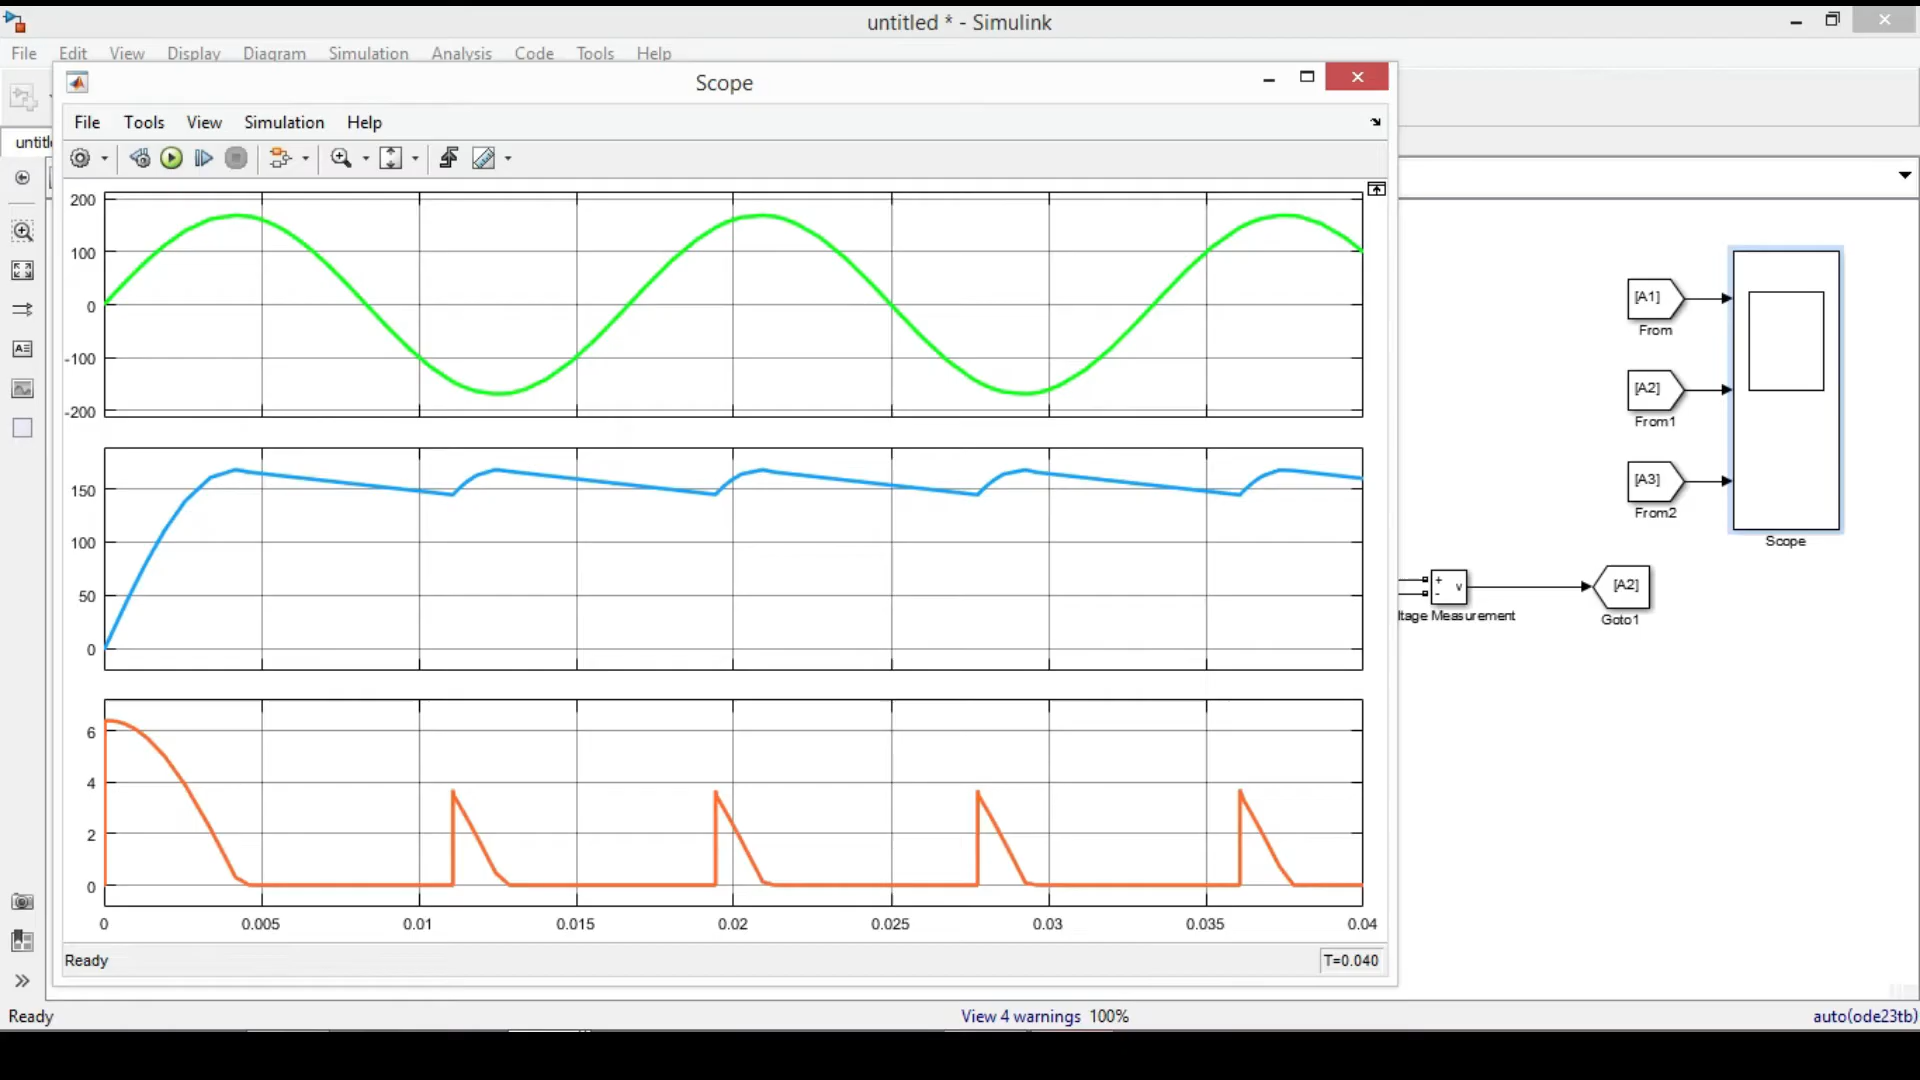 untitled * - Simulink
File Edit View Display Diagram Simulation Analysis Code Tools Help
Scope
File Tools View Simulation Help
200
100
0
-100
-200
150
100
50
0
6
4
2
0
0 0.005 0.01 0.015 0.02 0.025 0.03 0.035 0.04
Ready T=0.040
[A1]
From
[A2]
From1
[A3]
From2
Scope
+
- v
Measurement
[A2]
Goto1
Ready View 4 warnings 100% auto(ode23tb)